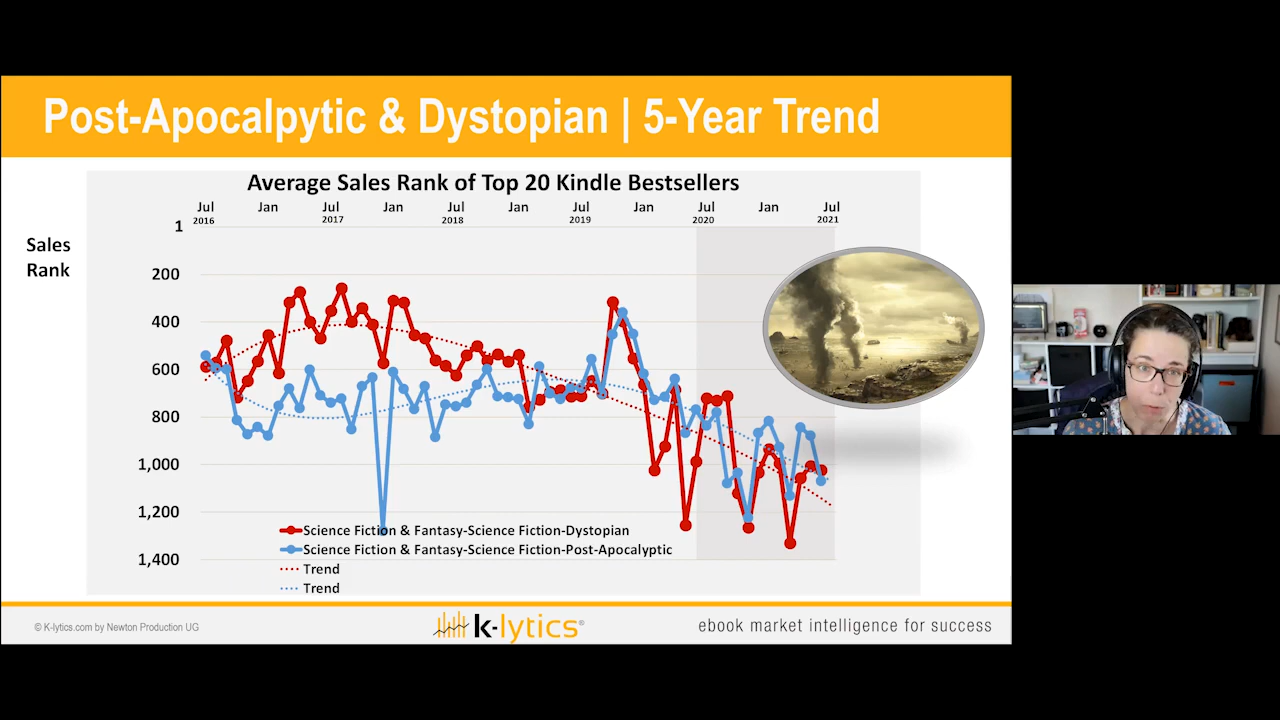 Post-Apocalpytic & Dystopian | 5-Year Trend
Average Sales Rank of Top 20 Kindle Bestsellers
Jul Jan Jul Jan Jul Jan Jul Jan Jul Jan Jul
2016 2017 2018 2019 2020 2021
Sales
Rank
1
200
400
600
800
1,000
1,200
1,400
Science Fiction & Fantasy-Science Fiction-Dystopian
Science Fiction & Fantasy-Science Fiction-Post-Apocalyptic
Trend
Trend
© K-lytics.com by Newton Production UG
k-lytics®
ebook market intelligence for success